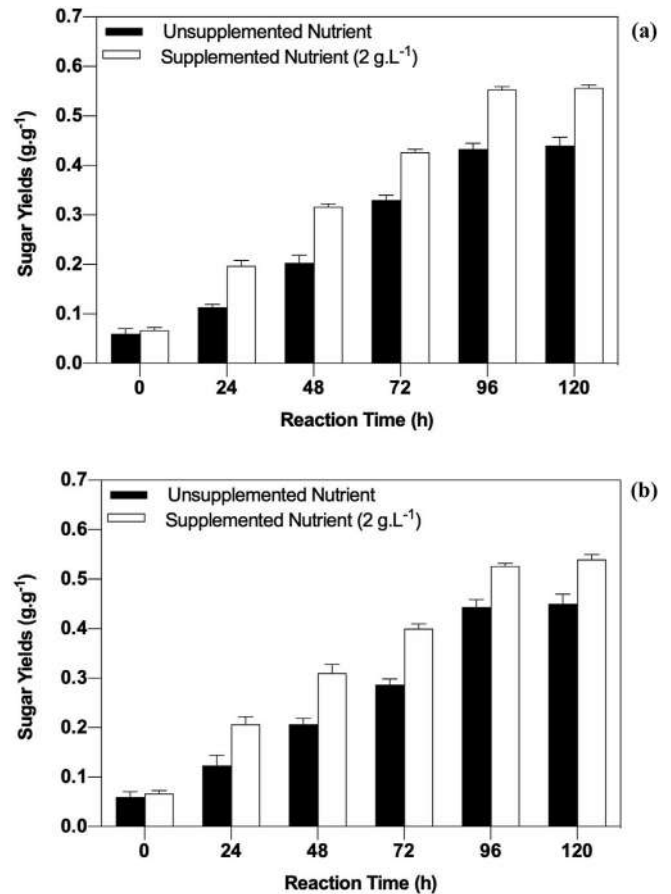 0.7
Unsupplemented Nutrient
(a)
Supplemented Nutrient (2 g.L⁻¹)
0.6
0.5
0.4
0.3
0.2
0.1
0.0
Sugar Yields (g.g⁻¹)
0 24 48 72 96 120
Reaction Time (h)
0.7
Unsupplemented Nutrient
(b)
Supplemented Nutrient (2 g.L⁻¹)
0.6
0.5
0.4
0.3
0.2
0.1
0.0
Sugar Yields (g.g⁻¹)
0 24 48 72 96 120
Reaction Time (h)